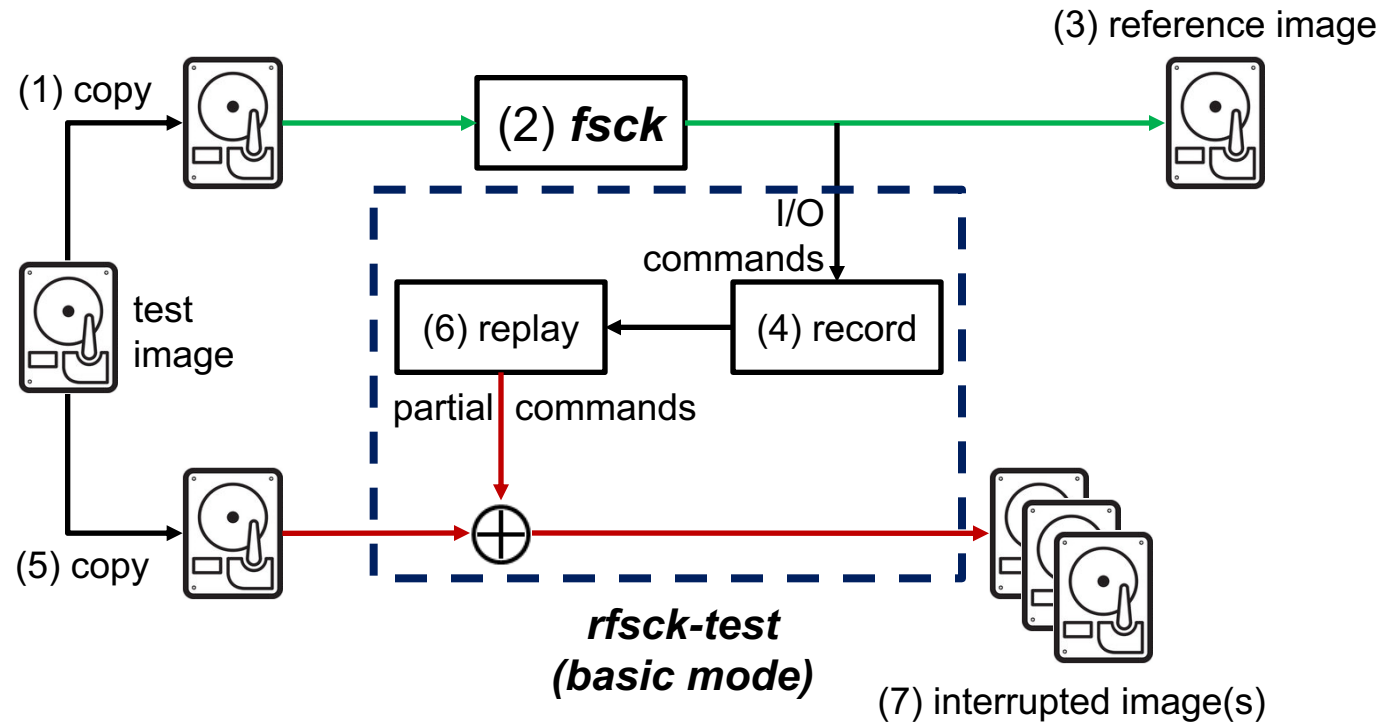 (3) reference image
(1) copy
(2) fsck
I/O
commands
test
image
(6) replay
(4) record
partial commands
(5) copy
rfsck-test
(basic mode)
(7) interrupted image(s)